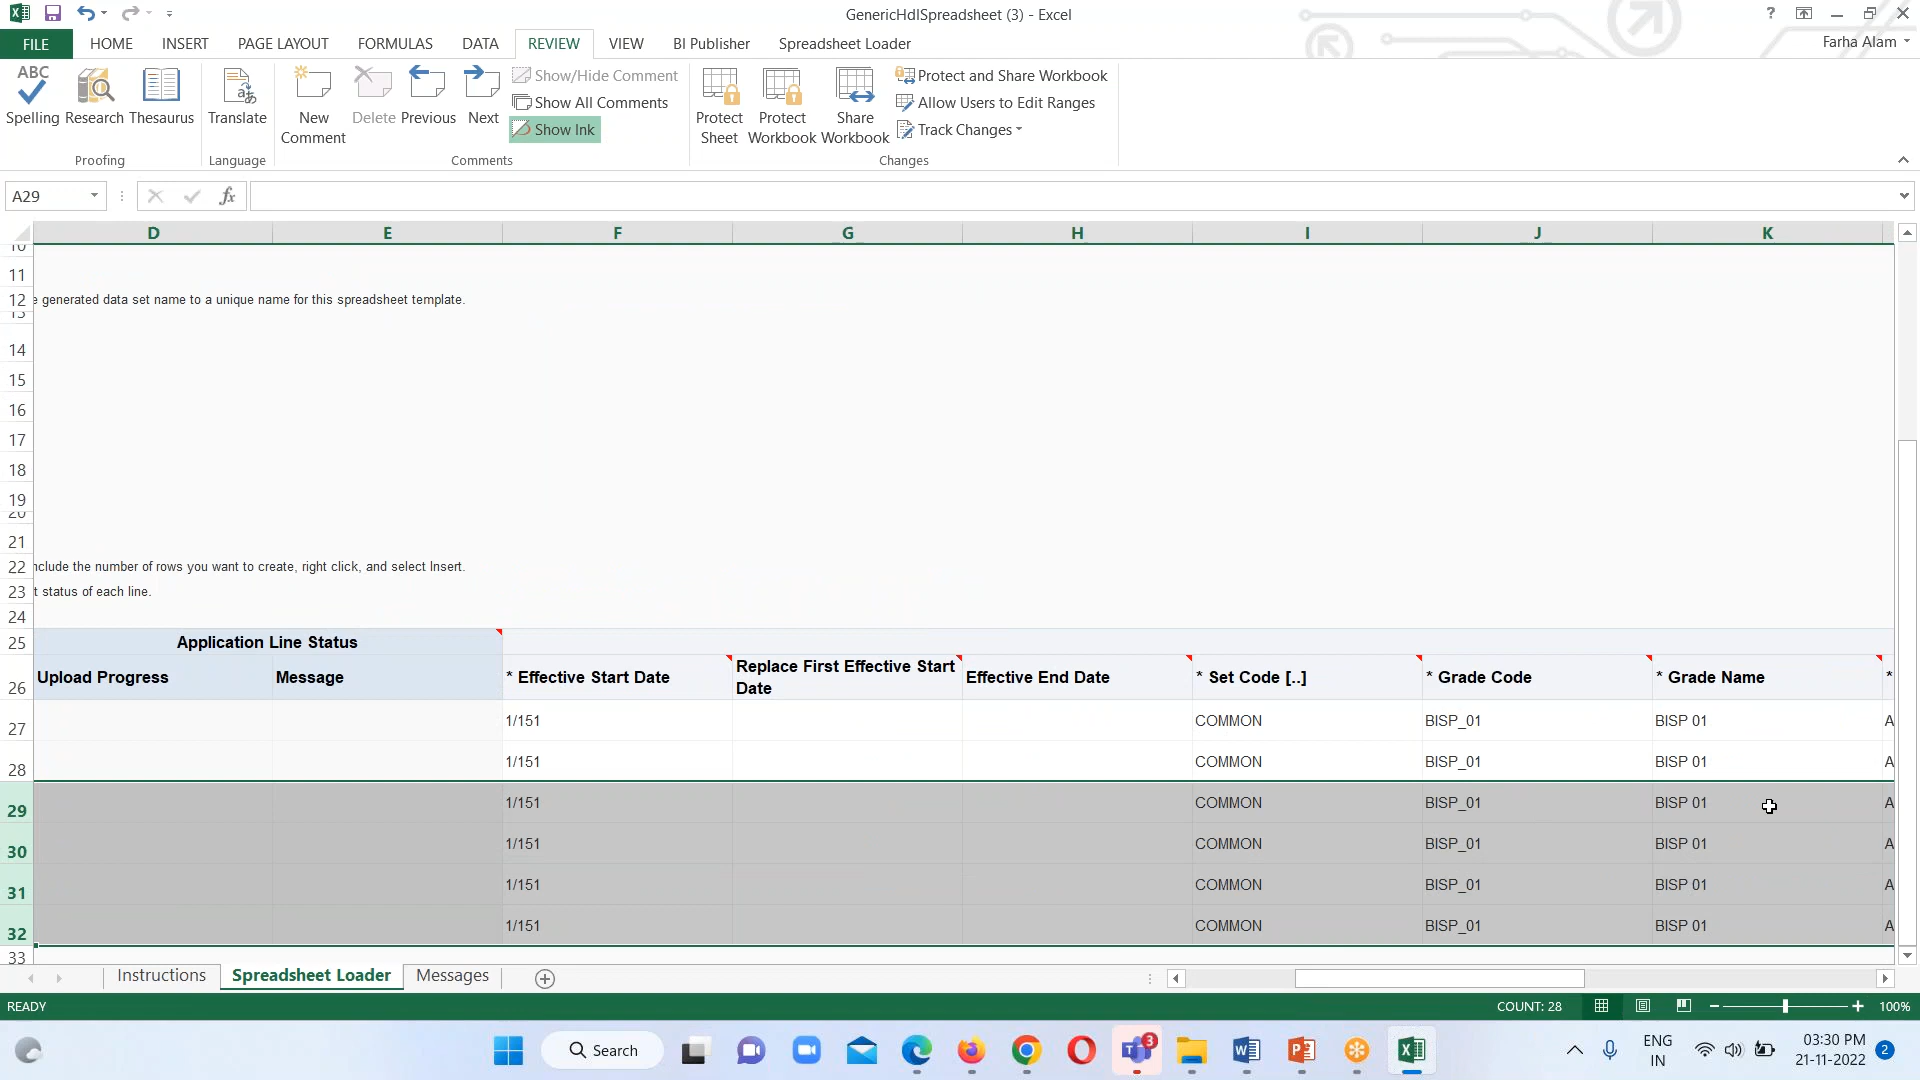 GenericHdlSpreadsheet (3) - Excel
?
FILE HOME INSERT PAGE LAYOUT FORMULAS DATA REVIEW VIEW BI Publisher Spreadsheet Loader
Farha Alam
ABC
Spelling Research Thesaurus
Proofing
Translate
Language
New Comment
Delete Previous Next
Show/Hide Comment
Show All Comments
Show Ink
Comments
Protect Sheet
Protect Workbook
Share Workbook
Protect and Share Workbook
Allow Users to Edit Ranges
Track Changes
Changes
A29
fx
D E F G H I J K
10
11
12 e generated data set name to a unique name for this spreadsheet template.
13
14
15
16
17
18
19
20
21
22 nclude the number of rows you want to create, right click, and select Insert.
23 t status of each line.
24
25 Application Line Status
26 Upload Progress Message * Effective Start Date Replace First Effective Start Date Effective End Date * Set Code [..] * Grade Code * Grade Name *
27 1/151 COMMON BISP_01 BISP 01 A
28 1/151 COMMON BISP_01 BISP 01 A
29 1/151 COMMON BISP_01 BISP 01 A
30 1/151 COMMON BISP_01 BISP 01 A
31 1/151 COMMON BISP_01 BISP 01 A
32 1/151 COMMON BISP_01 BISP 01 A
33
Instructions Spreadsheet Loader Messages
READY
COUNT: 28
100%
Search
3
ENG
IN
03:30 PM
21-11-2022
2